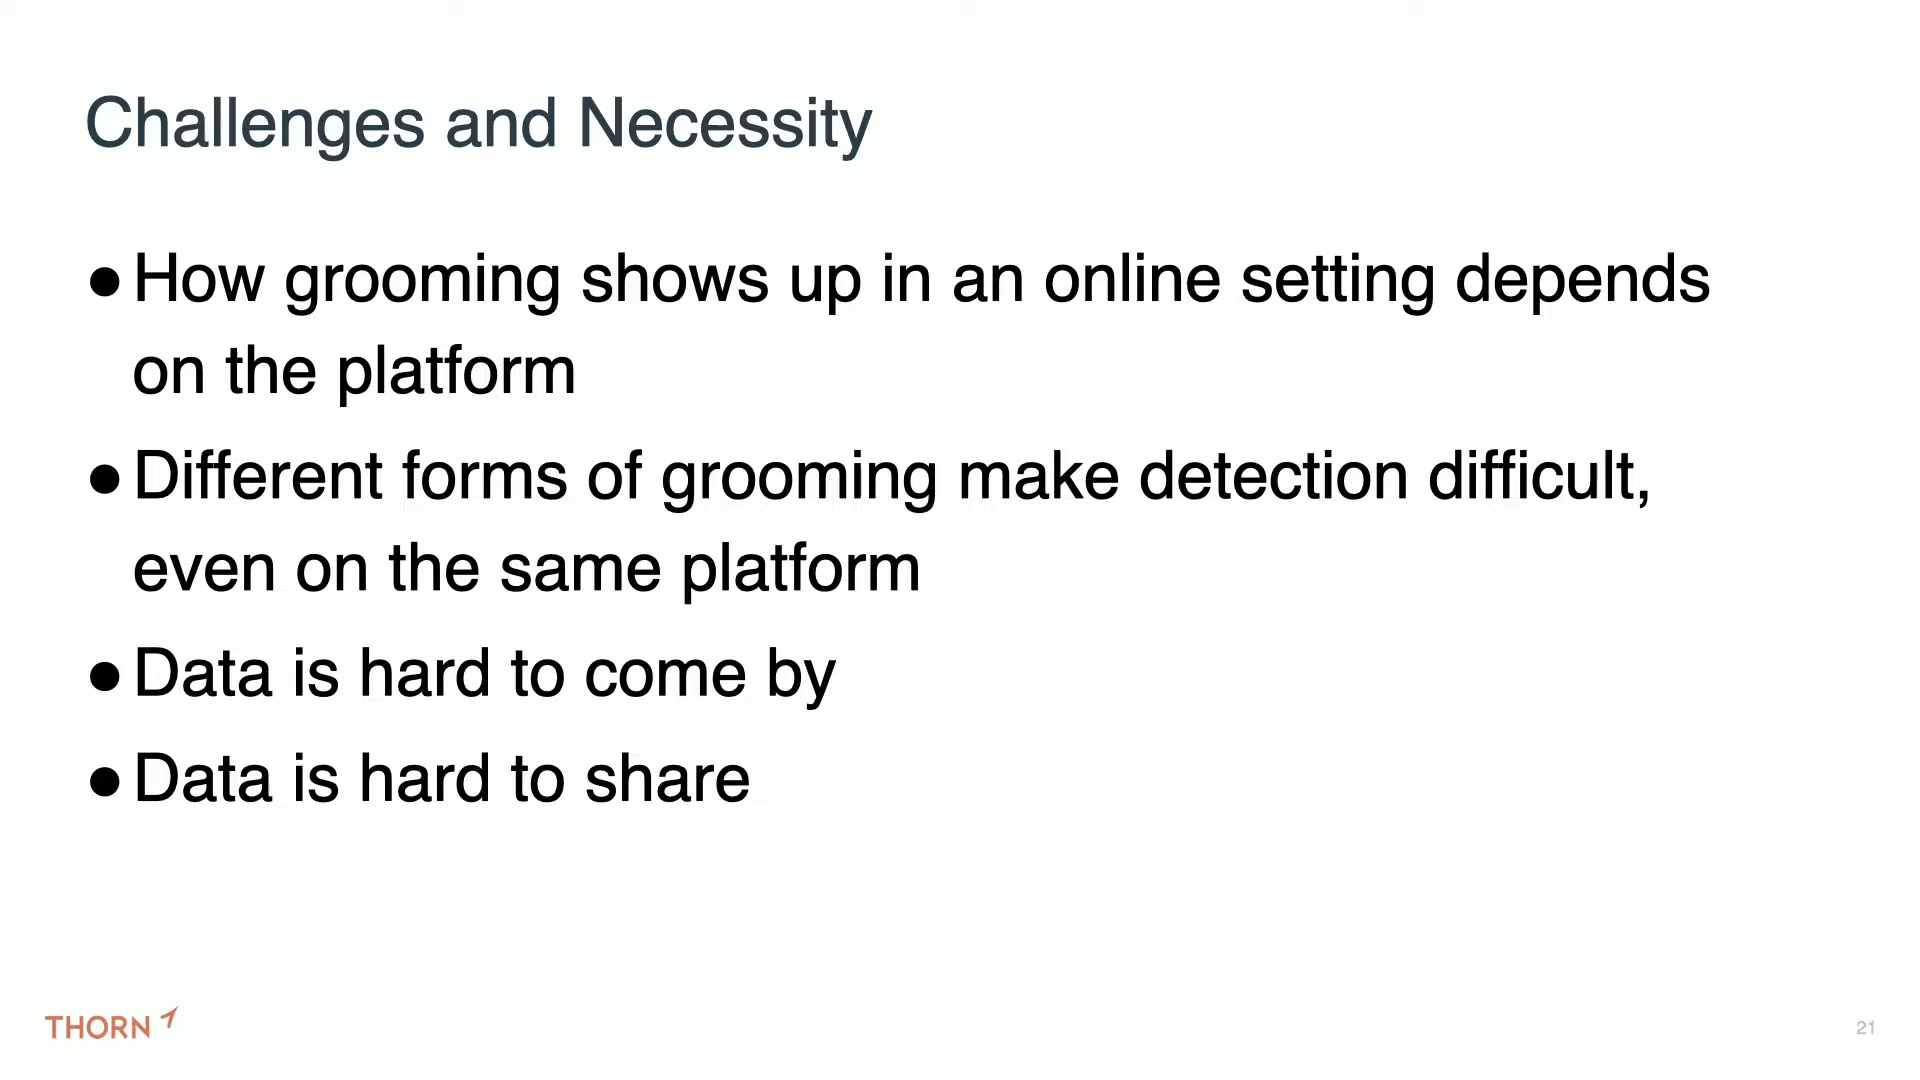 Challenges and Necessity
●How grooming shows up in an online setting depends
on the platform
●Different forms of grooming make detection difficult,
even on the same platform
●Data is hard to come by
●Data is hard to share
THORN
21